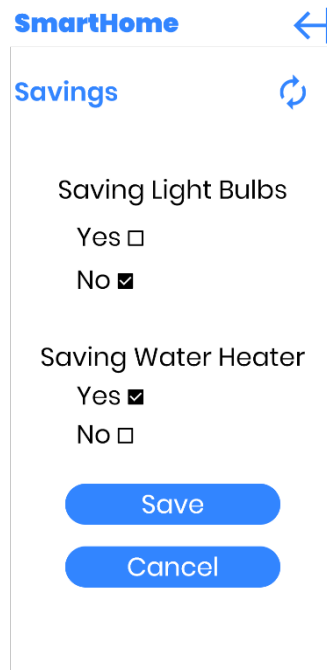 SmartHome
Savings
Saving Light Bulbs
Yes
No
Saving Water Heater
Yes
No
Save
Cancel